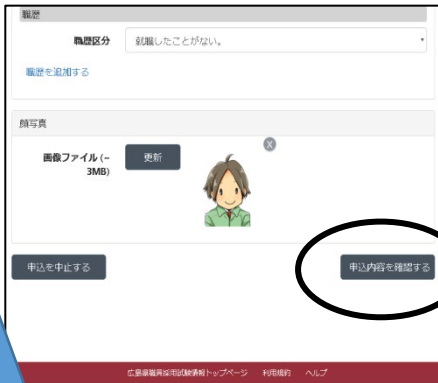 職歴
職歴区分 就職したことがない。
職歴を追加する
顔写真
画像ファイル (~ 更新
3MB)
X
申込を中止する 申込内容を確認する
広島県職員採用試験情報トップページ 利用規約 ヘルプ